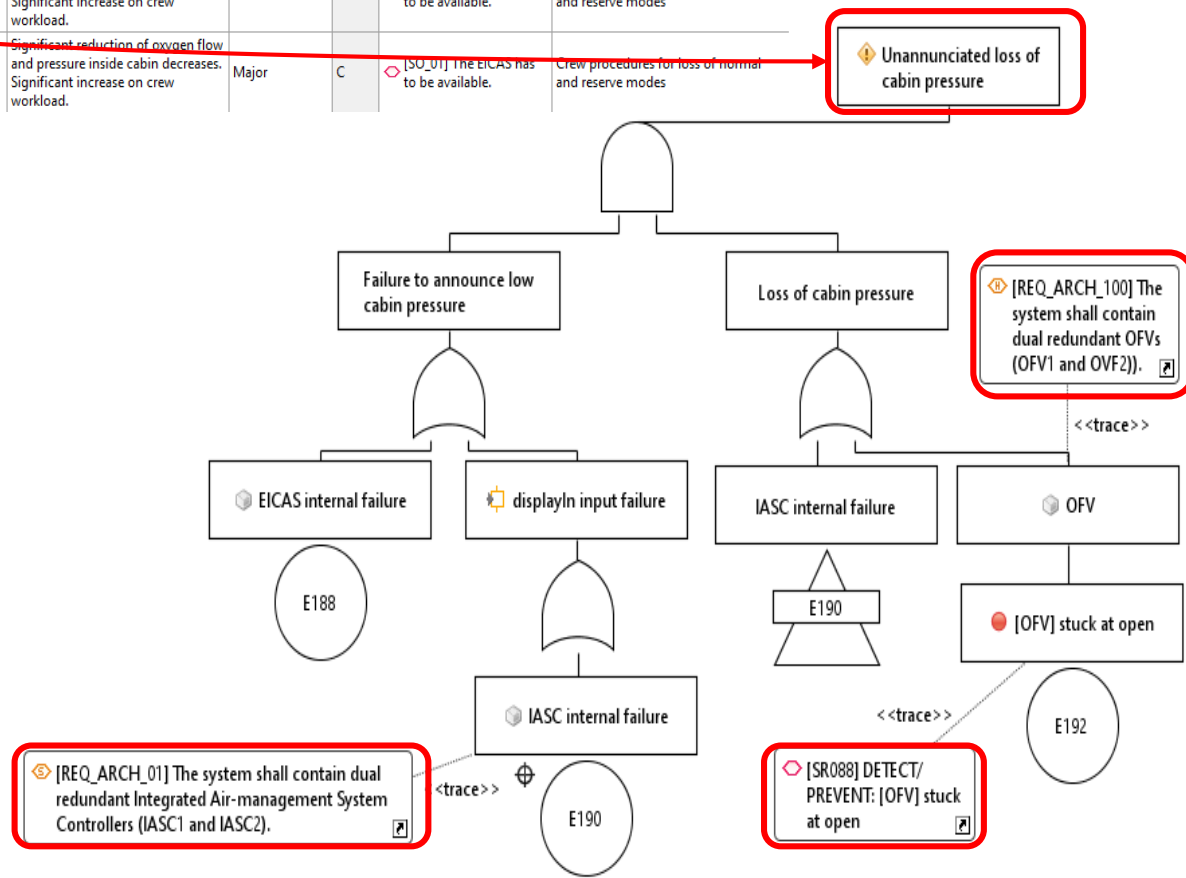 Significant increase on crew
workload.
to be available.
and reserve modes
Significant reduction of oxygen flow
and pressure inside cabin decreases.
Significant increase on crew
workload.
Major
C
[SO_01] The EICAS has
to be available.
Crew procedures for loss of normal
and reserve modes
Unannunciated loss of
cabin pressure
Failure to announce low
cabin pressure
Loss of cabin pressure
[REQ_ARCH_100] The
system shall contain
dual redundant OFVs
(OFV1 and OVF2)).
<<trace>>
EICAS internal failure
displayIn input failure
IASC internal failure
OFV
E188
E190
[OFV] stuck at open
IASC internal failure
<<trace>>
E192
[REQ_ARCH_01] The system shall contain dual
redundant Integrated Air-management System
Controllers (IASC1 and IASC2).
<<trace>>
E190
[SR088] DETECT/
PREVENT: [OFV] stuck
at open